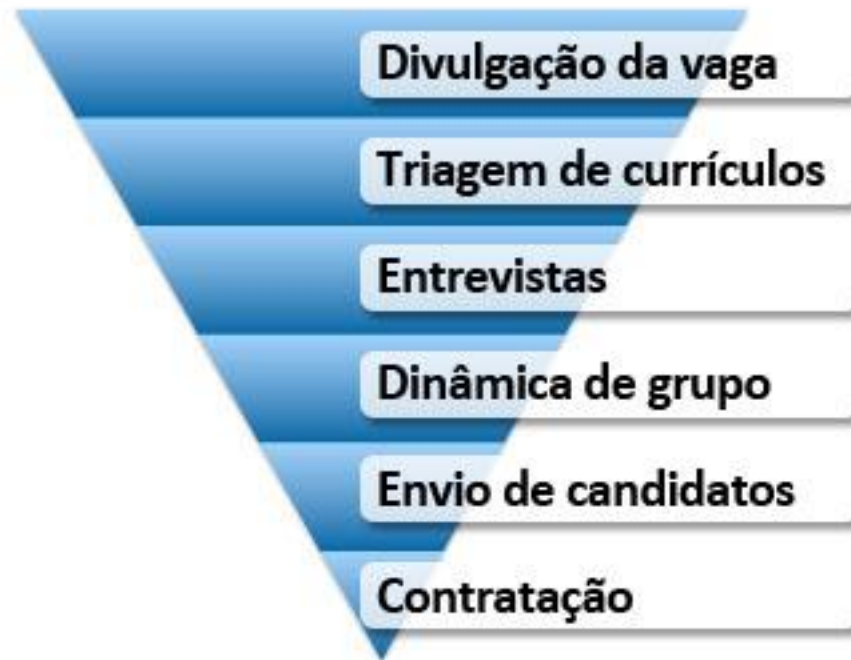 Divulgação da vaga
Triagem de currículos
Entrevistas
Dinâmica de grupo
Envio de candidatos
Contratação